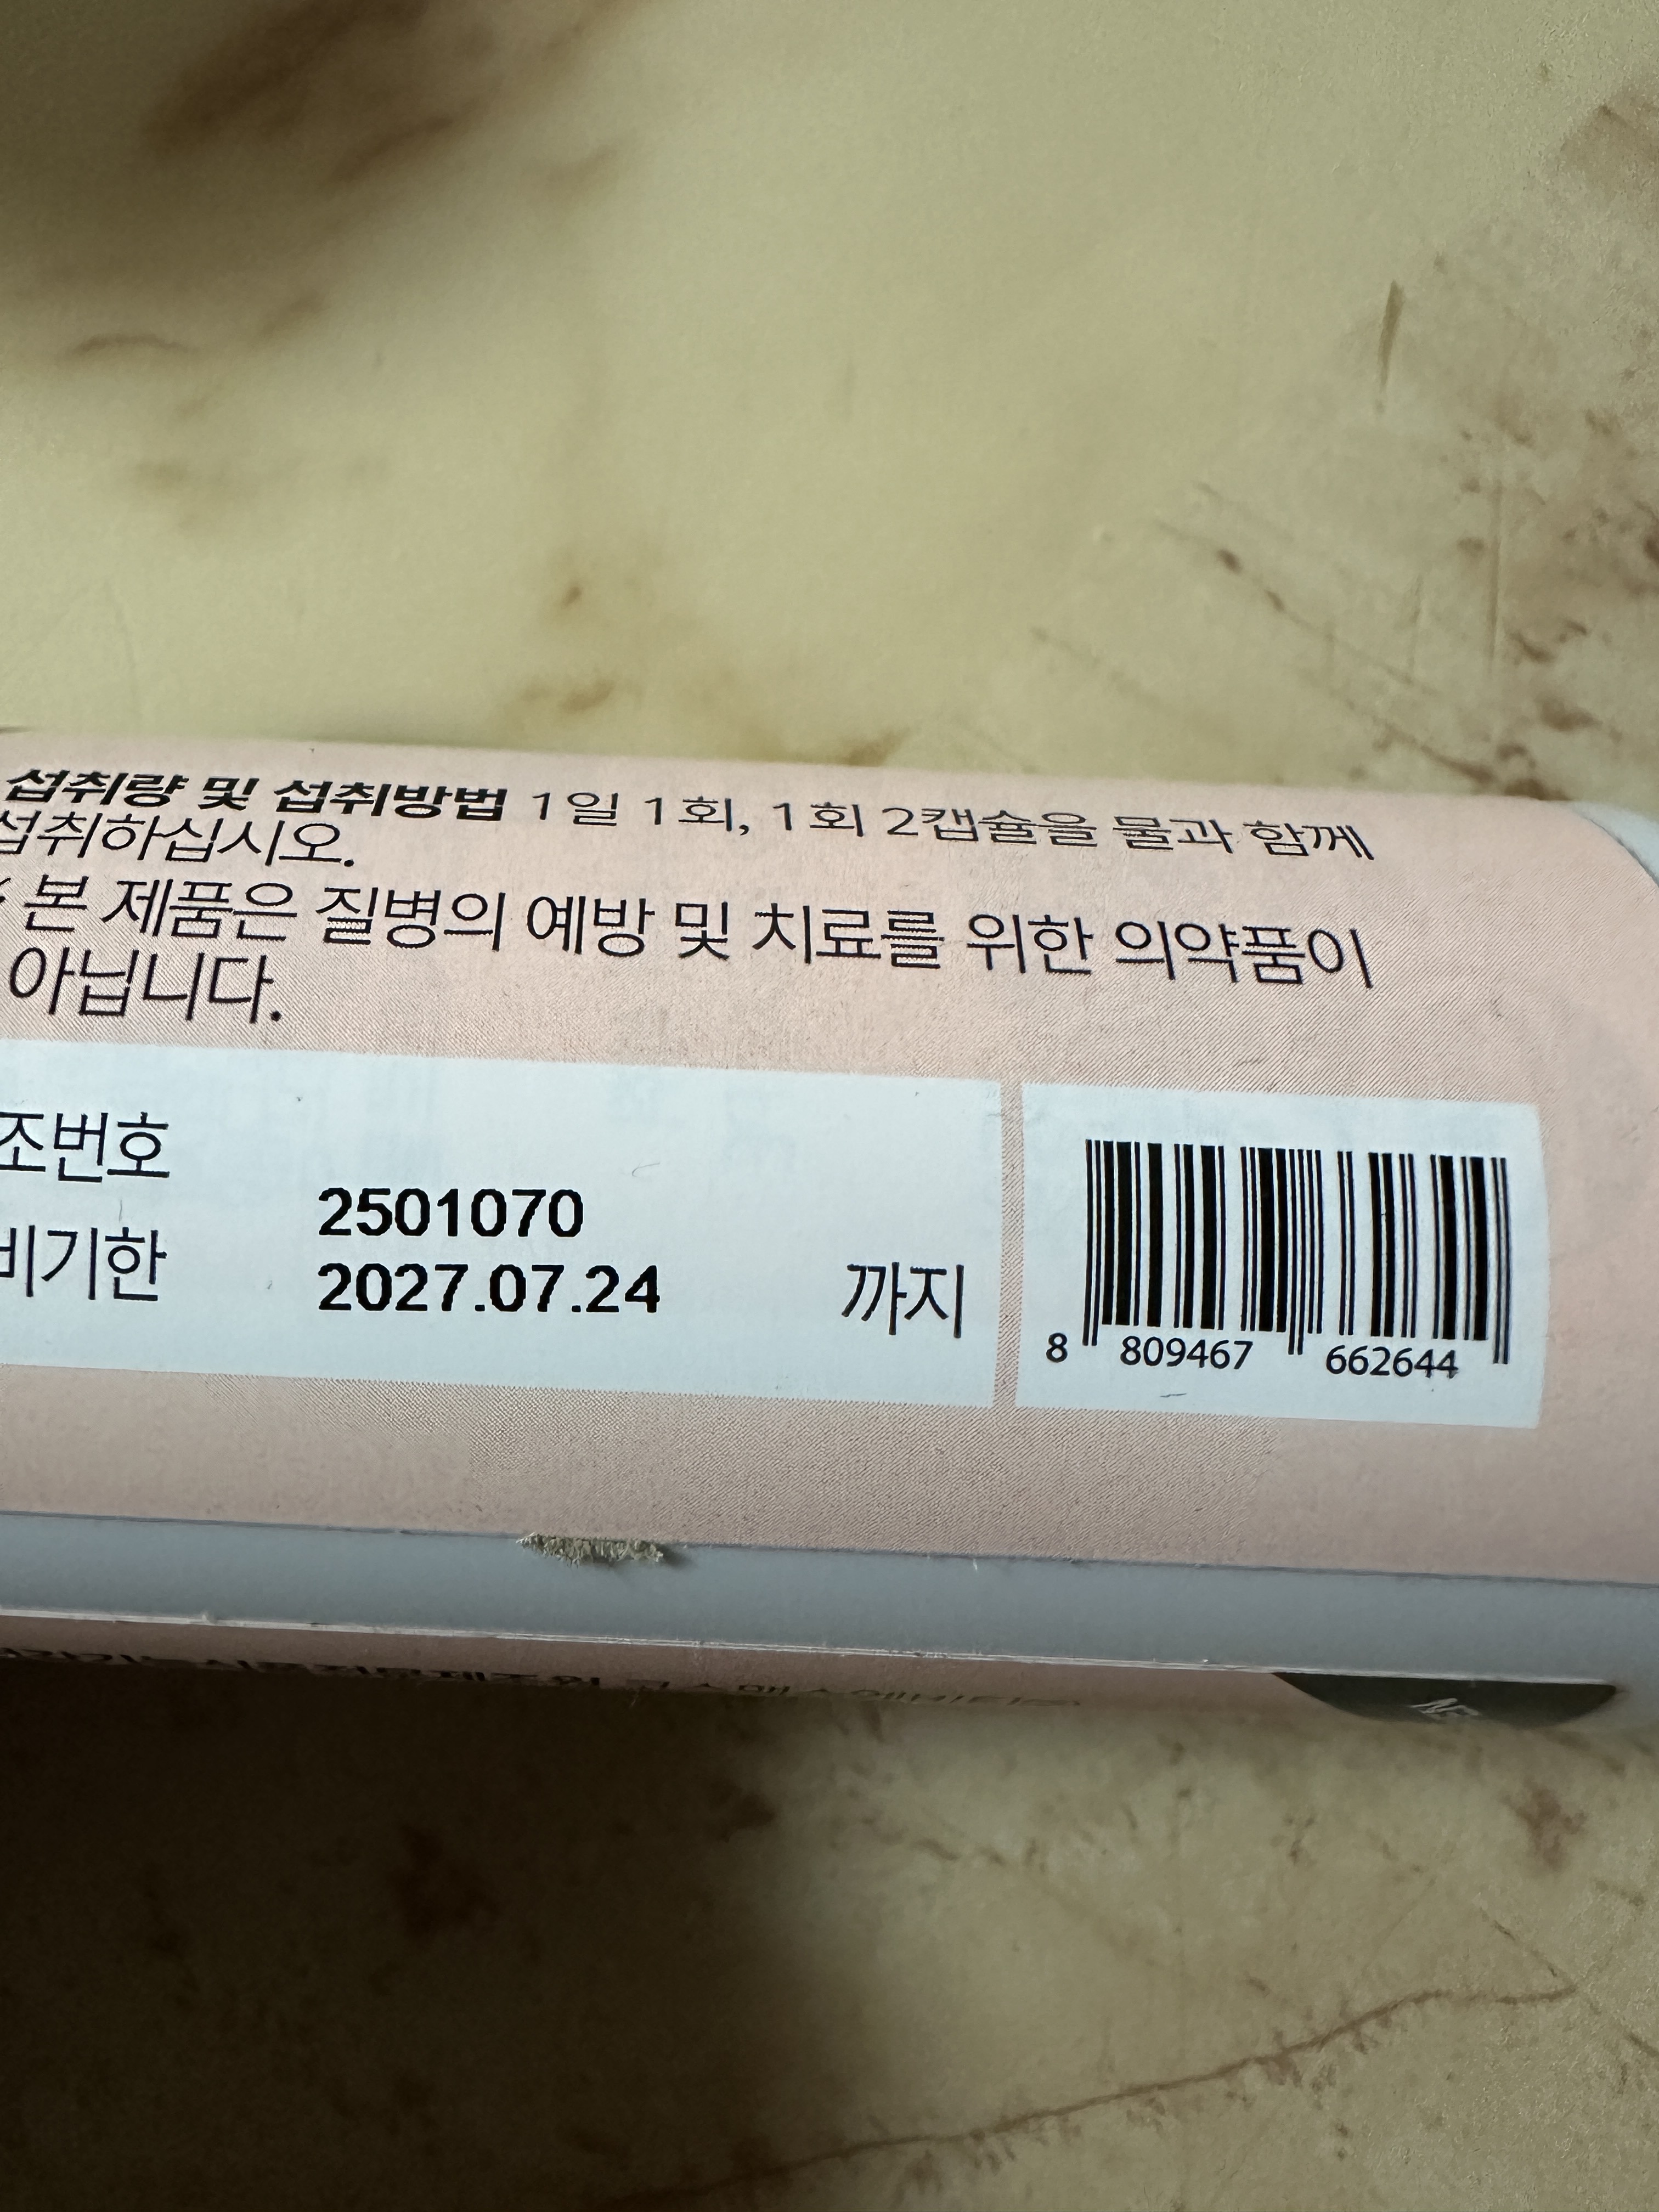 섭취량 및 섭취방법 1일 1회, 1회 2캡슐을 물과 함께
섭취하십시오.
본 제품은 질병의 예방 및 치료를 위한 의약품이
아닙니다.
조번호
2501070
비기한
2027.07.24 까지
8 809467 662644